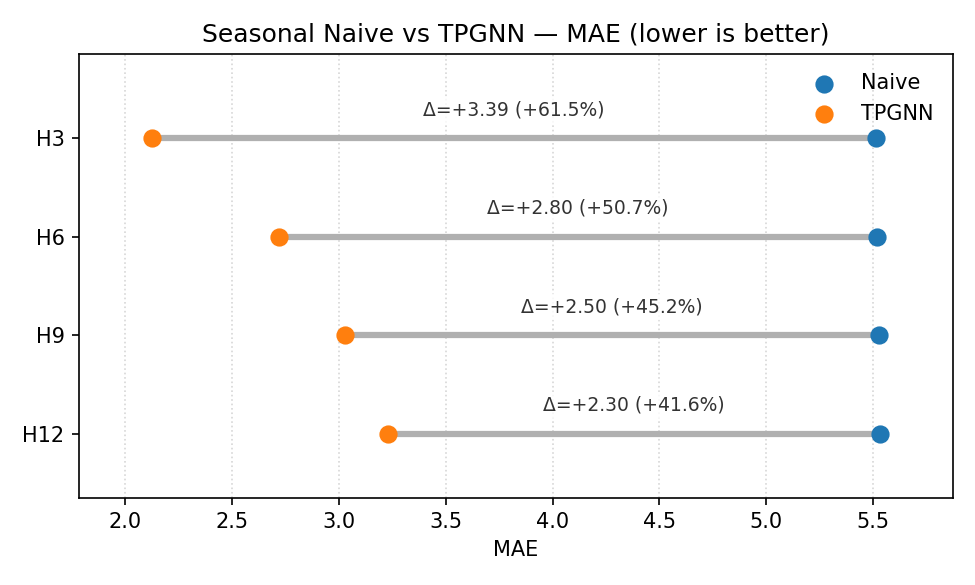 Seasonal Naive vs TPGNN — MAE (lower is better)
Naive
TPGNN
Δ=+3.39 (+61.5%)
H3
Δ=+2.80 (+50.7%)
H6
Δ=+2.50 (+45.2%)
H9
Δ=+2.30 (+41.6%)
H12
2.0 2.5 3.0 3.5 4.0 4.5 5.0 5.5
MAE